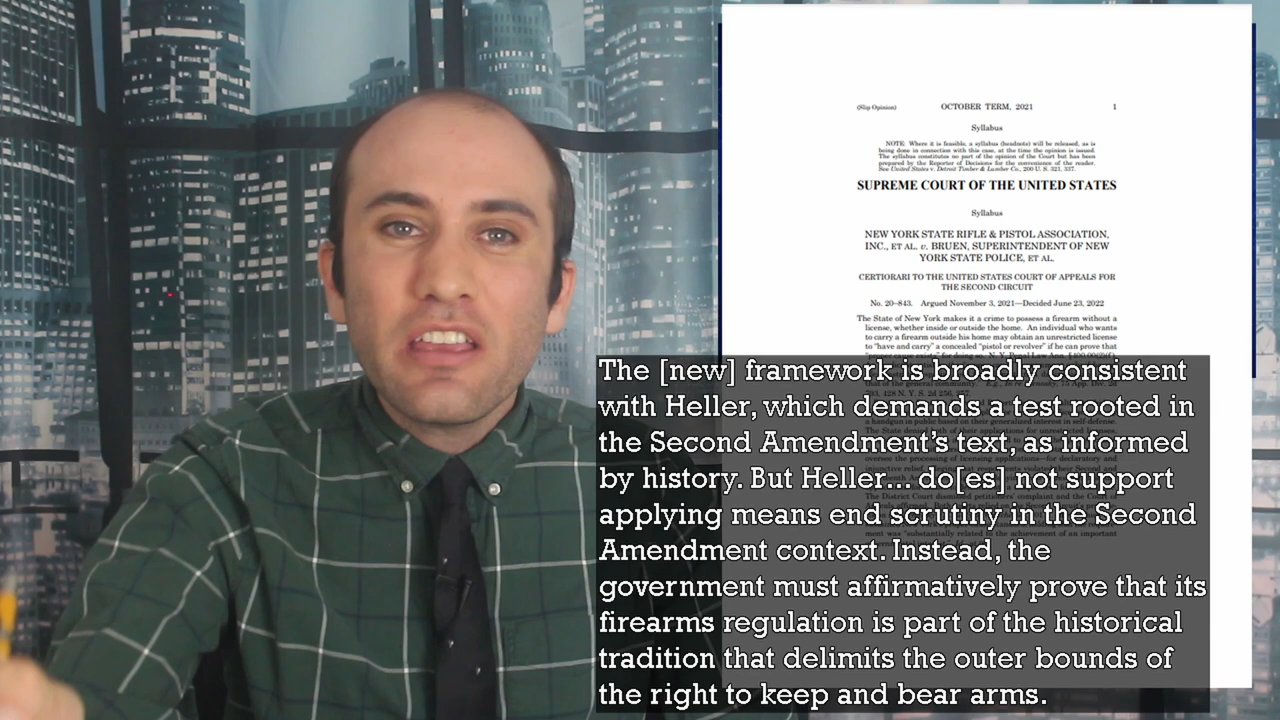 (Slip Opinion) OCTOBER TERM, 2021 1
Syllabus
NOTE: Where it is feasible, a syllabus (headnote) will be released, as is
being done in connection with this case, at the time the opinion is issued.
The syllabus constitutes no part of the opinion of the Court but has been
prepared by the Reporter of Decisions for the convenience of the reader.
See United States v. Detroit Timber & Lumber Co., 200 U. S. 321, 337.
SUPREME COURT OF THE UNITED STATES
Syllabus
NEW YORK STATE RIFLE & PISTOL ASSOCIATION,
INC., ET AL. v. BRUEN, SUPERINTENDENT OF NEW
YORK STATE POLICE, ET AL.
CERTIORARI TO THE UNITED STATES COURT OF APPEALS FOR
THE SECOND CIRCUIT
No. 20–843. Argued November 3, 2021—Decided June 23, 2022
The State of New York makes it a crime to possess a firearm without a
license, whether inside or outside the home. An individual who wants
to carry a firearm outside his home may obtain an unrestricted license
to “have and carry” a concealed “pistol or revolver” if he can prove that
The [new] framework is broadly consistent
with Heller, which demands a test rooted in
the Second Amendment’s text, as informed
by history. But Heller... do[es] not support
applying means end scrutiny in the Second
Amendment context. Instead, the
government must affirmatively prove that its
firearms regulation is part of the historical
tradition that delimits the outer bounds of
the right to keep and bear arms.